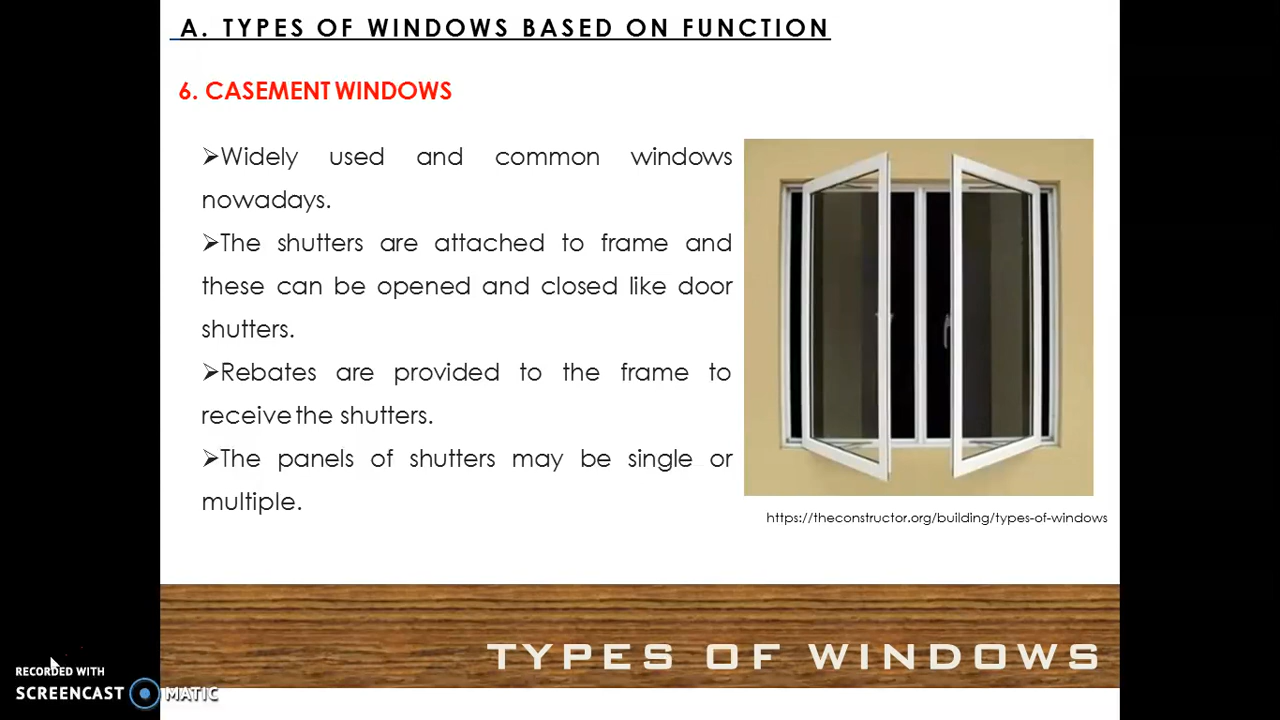 A. TYPES OF WINDOWS BASED ON FUNCTION
6. CASEMENT WINDOWS
➢Widely used and common windows
nowadays.
➢The shutters are attached to frame and
these can be opened and closed like door
shutters.
➢Rebates are provided to the frame to
receive the shutters.
➢The panels of shutters may be single or
multiple.
https://theconstructor.org/building/types-of-windows
TYPES OF WINDOWS
RECORDED WITH
SCREENCAST MATIC